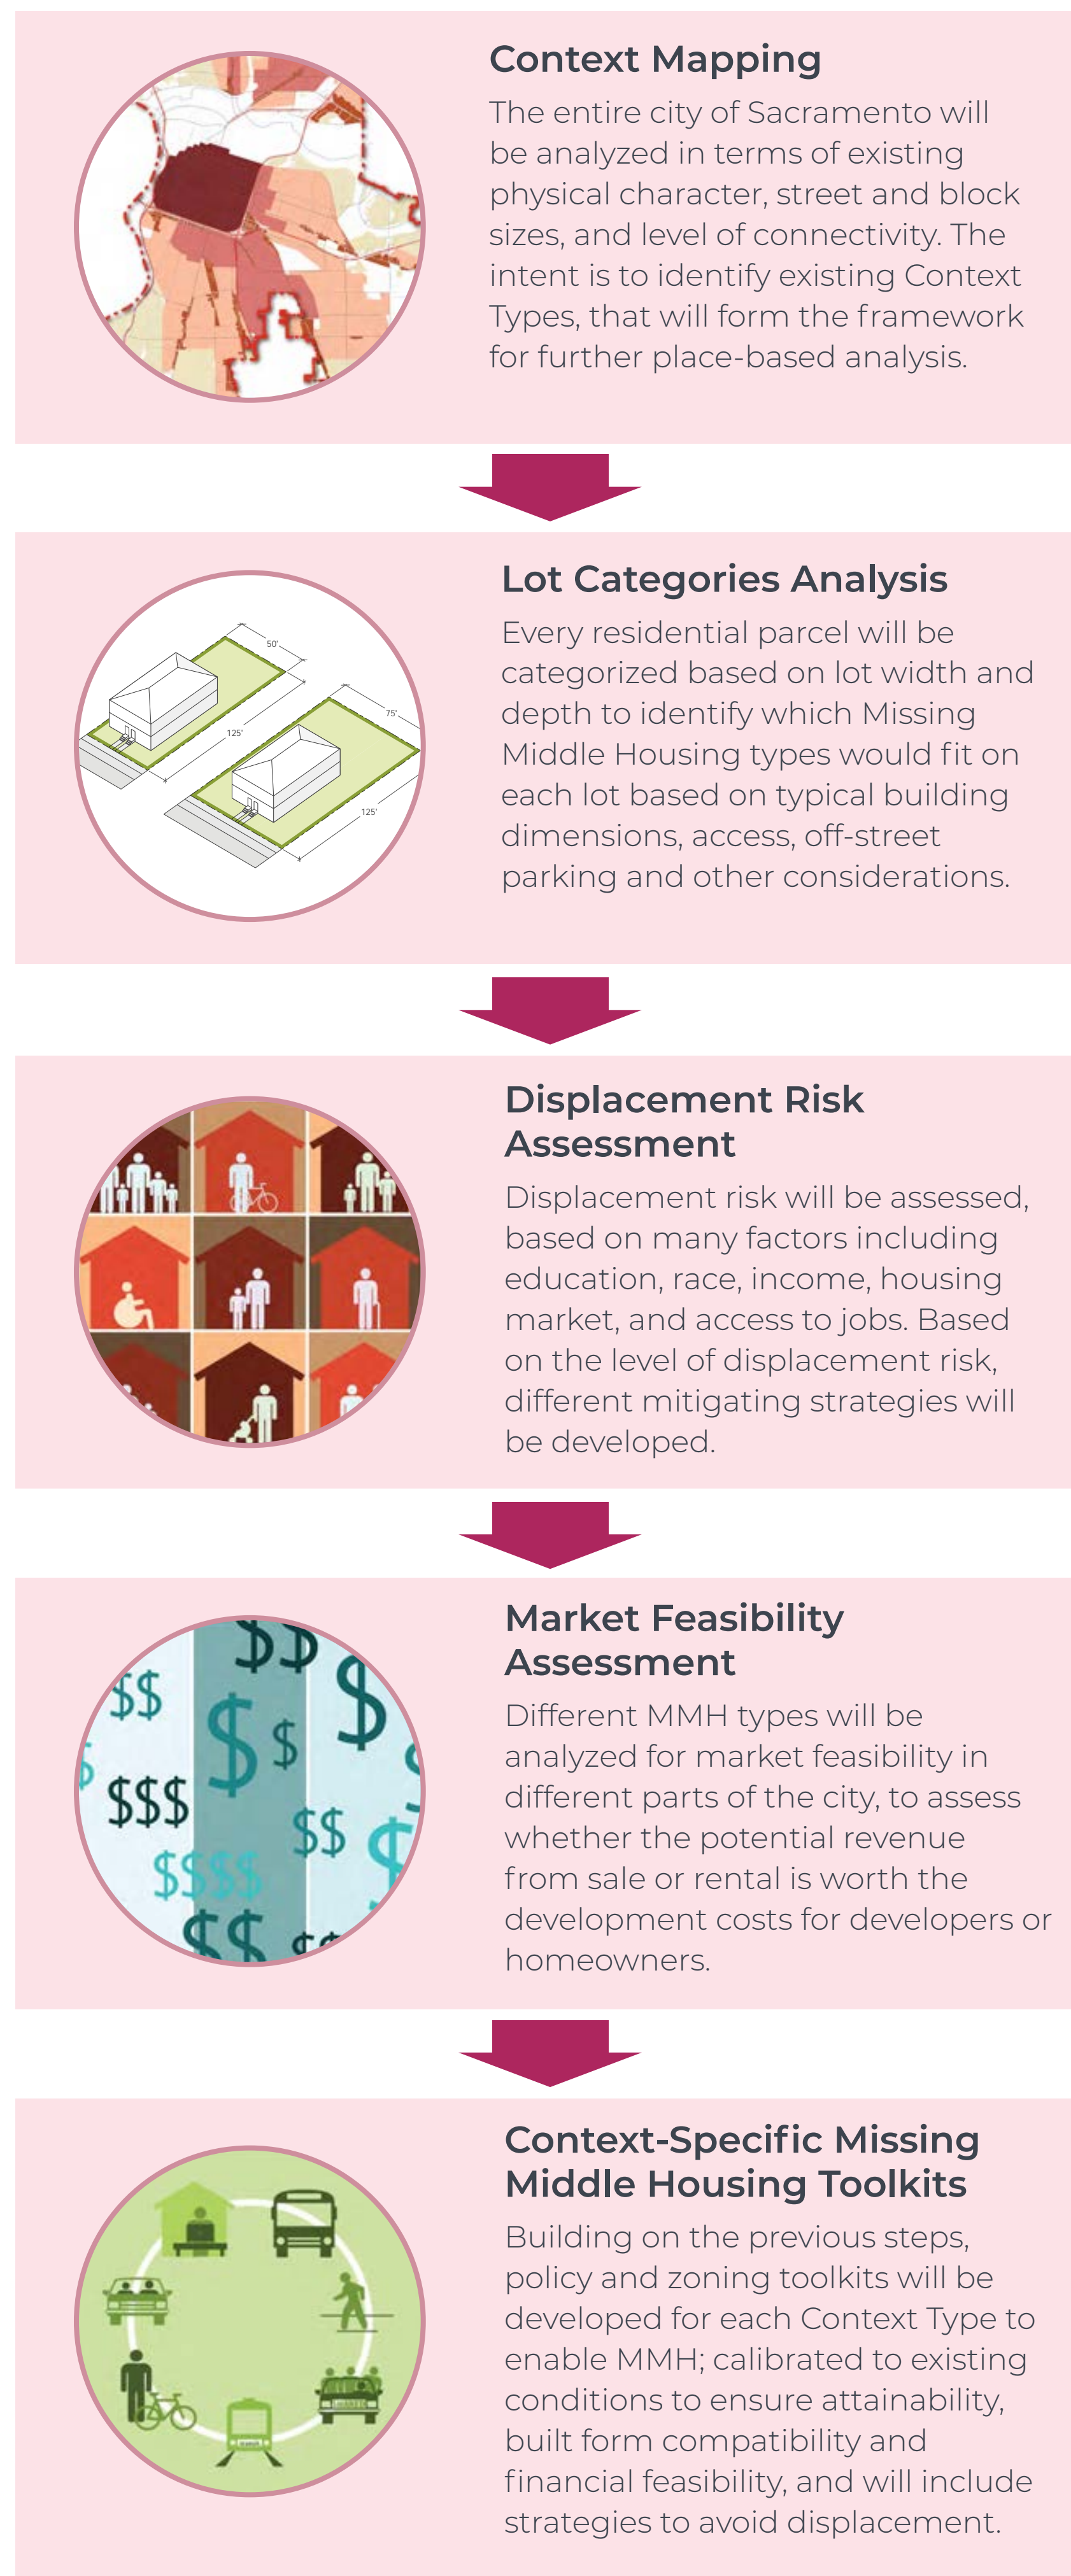 Context Mapping
The entire city of Sacramento will
be analyzed in terms of existing
physical character, street and block
sizes, and level of connectivity. The
intent is to identify existing Context
Types, that will form the framework
for further place-based analysis.
50'
125'
75'
125'
Lot Categories Analysis
Every residential parcel will be
categorized based on lot width and
depth to identify which Missing
Middle Housing types would fit on
each lot based on typical building
dimensions, access, off-street
parking and other considerations.
Displacement Risk
Assessment
Displacement risk will be assessed,
based on many factors including
education, race, income, housing
market, and access to jobs. Based
on the level of displacement risk,
different mitigating strategies will
be developed.
$$
$$
$
$
$
$$$
$$
$
$$$$
$$
$$
Market Feasibility
Assessment
Different MMH types will be
analyzed for market feasibility in
different parts of the city, to assess
whether the potential revenue
from sale or rental is worth the
development costs for developers or
homeowners.
Context-Specific Missing
Middle Housing Toolkits
Building on the previous steps,
policy and zoning toolkits will be
developed for each Context Type to
enable MMH; calibrated to existing
conditions to ensure attainability,
built form compatibility and
financial feasibility, and will include
strategies to avoid displacement.